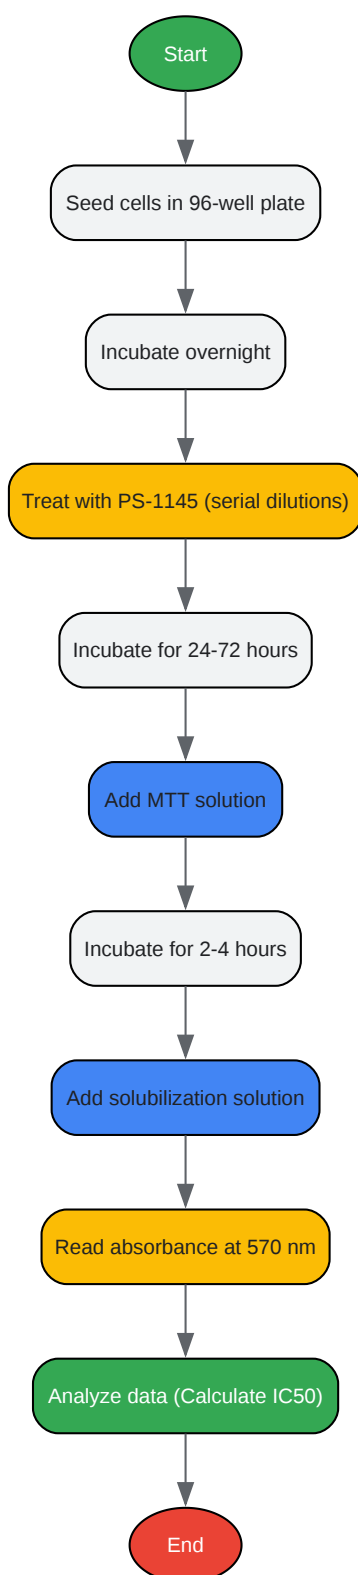 Start
Seed cells in 96-well plate
Incubate overnight
Treat with PS-1145 (serial dilutions)
Incubate for 24-72 hours
Add MTT solution
Incubate for 2-4 hours
Add solubilization solution
Read absorbance at 570 nm
Analyze data (Calculate IC50)
End